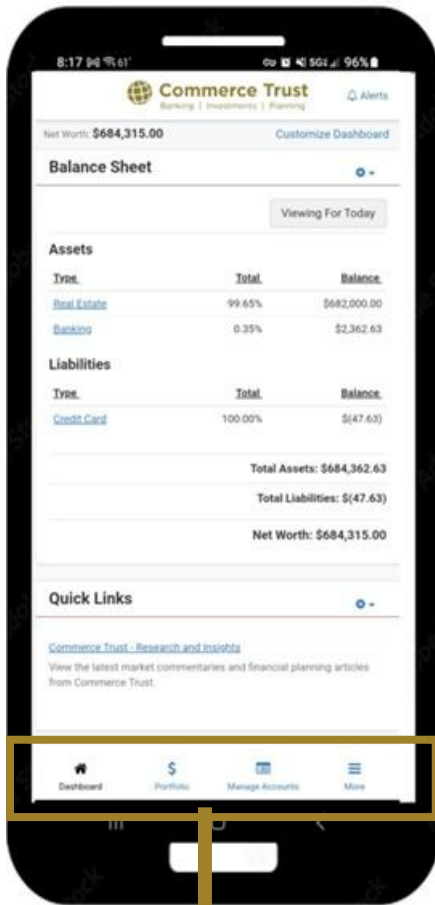 8:17 61° 5G 96%
Commerce Trust
Banking | Investments | Planning
Alerts
Net Worth: $684,315.00 Customize Dashboard
Balance Sheet
Viewing For Today
Assets
Type Total Balance
Real Estate 99.65% $682,000.00
Banking 0.35% $2,362.63
Liabilities
Type Total Balance
Credit Card 100.00% $(47.63)
Total Assets: $684,362.63
Total Liabilities: $(47.63)
Net Worth: $684,315.00
Quick Links
Commerce Trust - Research and Insights
View the latest market commentaries and financial planning articles
from Commerce Trust.
Dashboard Portfolio Manage Accounts More